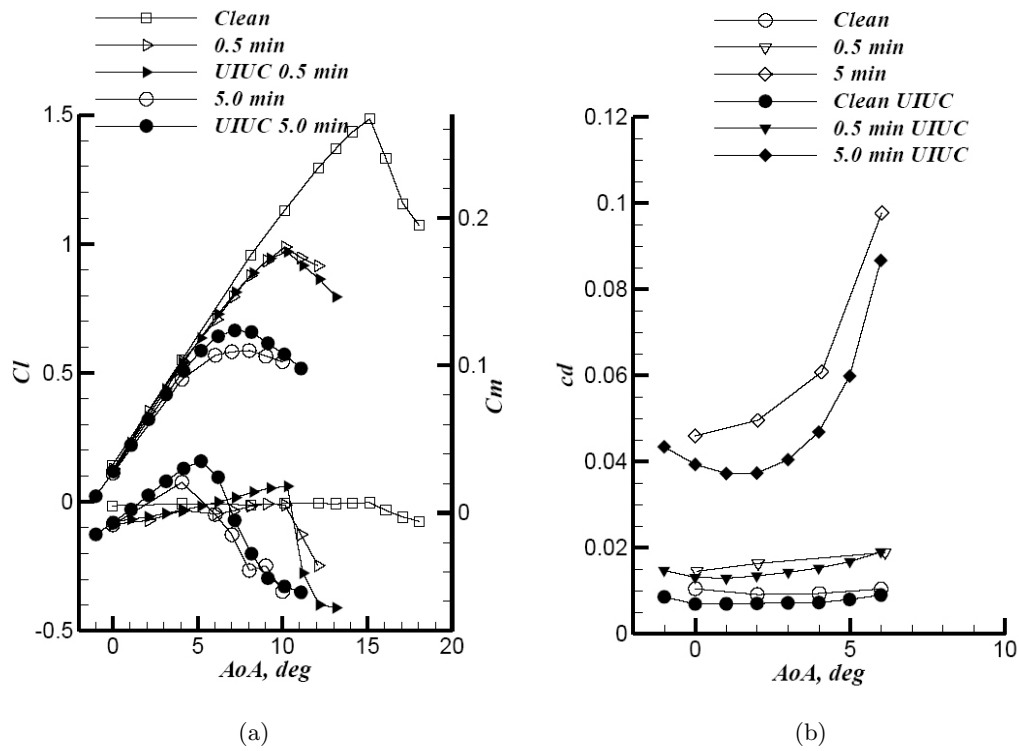 Clean
0.5 min
UIUC 0.5 min
5.0 min
UIUC 5.0 min
1.5
1
0.5
0
-0.5
Cl
0.2
0.1
0
Cm
0 5 10 15 20
AoA, deg
(a)
Clean
0.5 min
5 min
Clean UIUC
0.5 min UIUC
5.0 min UIUC
0.12
0.1
0.08
0.06
0.04
0.02
0
cd
0 5 10
AoA, deg
(b)